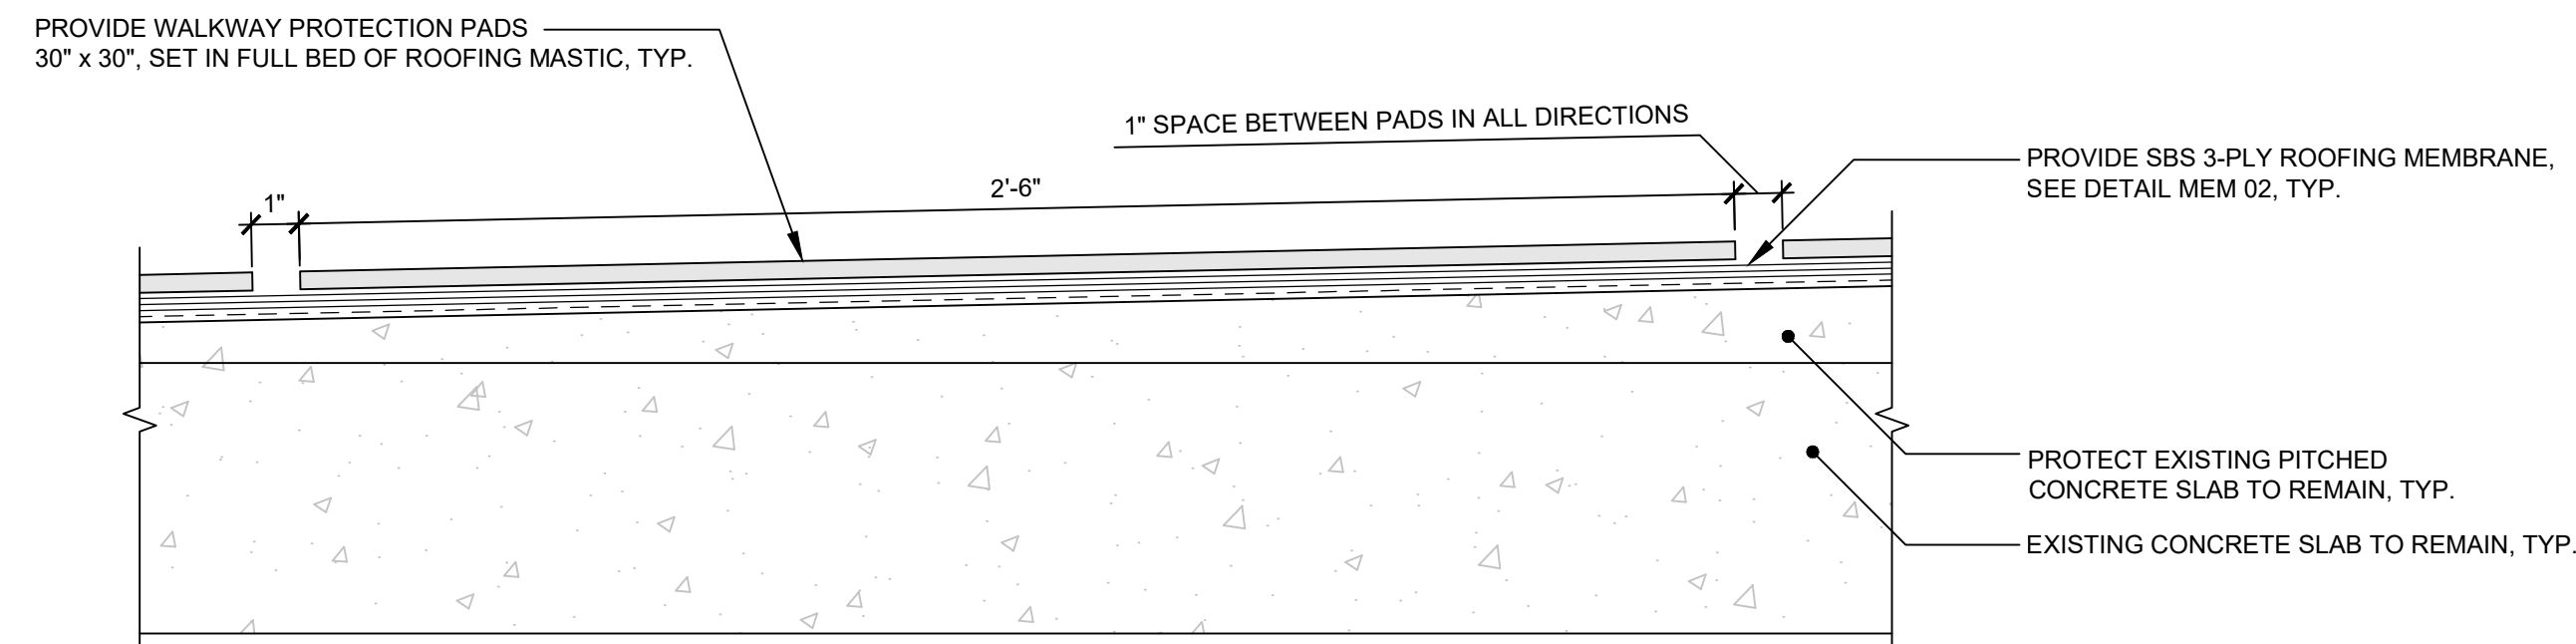 PROVIDE WALKWAY PROTECTION PADS
30" x 30", SET IN FULL BED OF ROOFING MASTIC, TYP.
1" SPACE BETWEEN PADS IN ALL DIRECTIONS
PROVIDE SBS 3-PLY ROOFING MEMBRANE,
SEE DETAIL MEM 02, TYP.
1"
2'-6"
PROTECT EXISTING PITCHED
CONCRETE SLAB TO REMAIN, TYP.
EXISTING CONCRETE SLAB TO REMAIN, TYP.